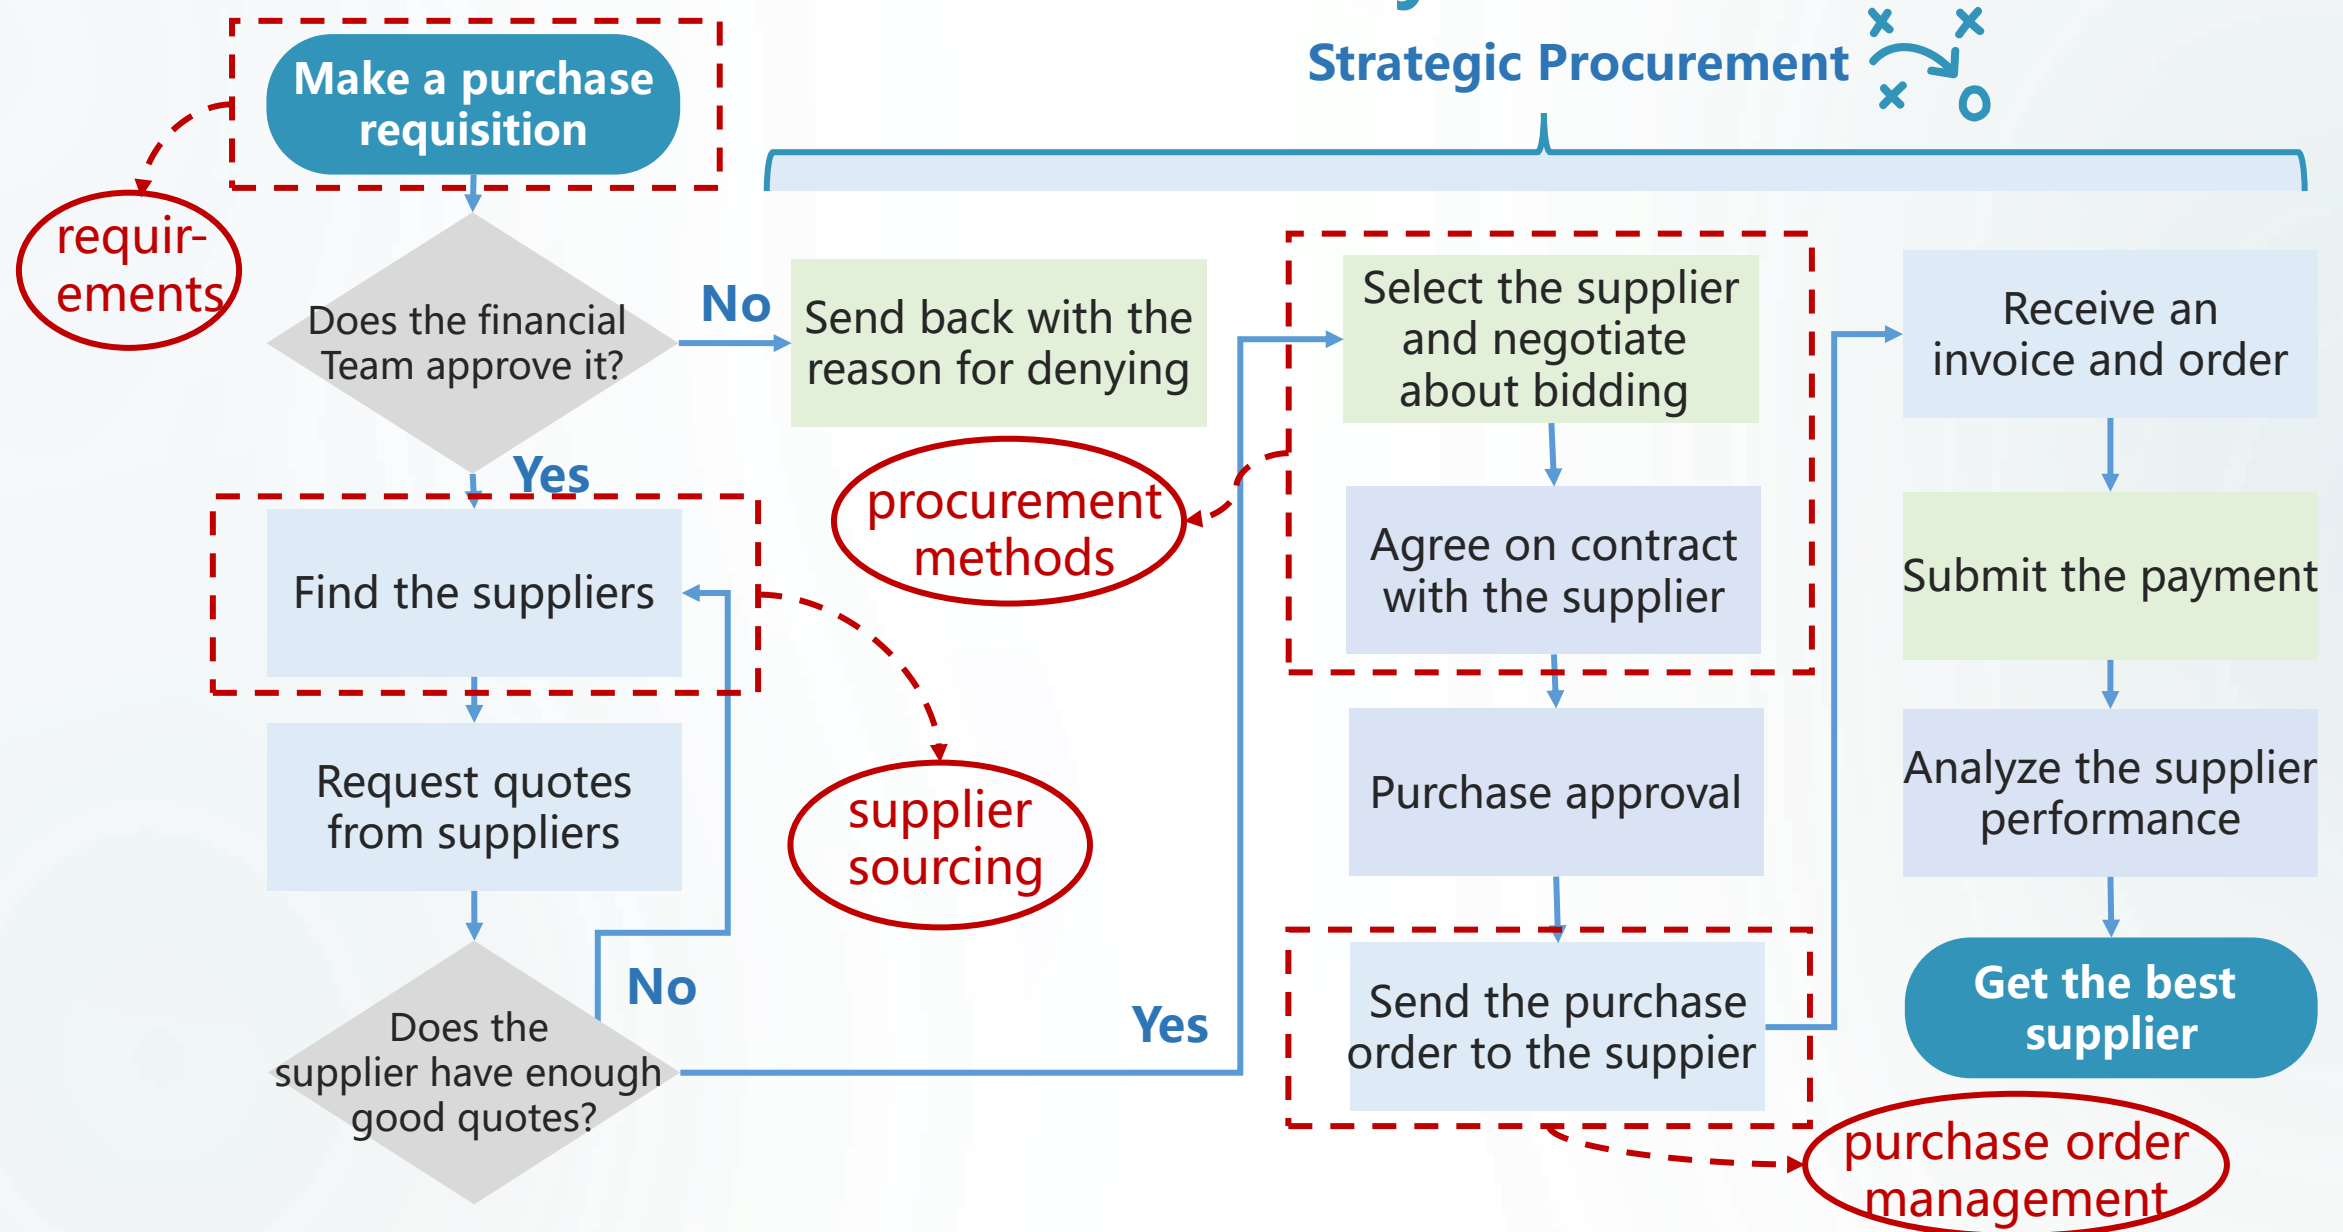 Strategic Procurement
Make a purchase
requisition
requir-
ements
Does the financial
Team approve it?
No
Send back with the
reason for denying
Yes
Find the suppliers
supplier
sourcing
Request quotes
from suppliers
Does the
supplier have enough
good quotes?
No
Yes
Select the supplier
and negotiate
about bidding
procurement
methods
Agree on contract
with the supplier
Purchase approval
Send the purchase
order to the suppier
purchase order
management
Receive an
invoice and order
Submit the payment
Analyze the supplier
performance
Get the best
supplier